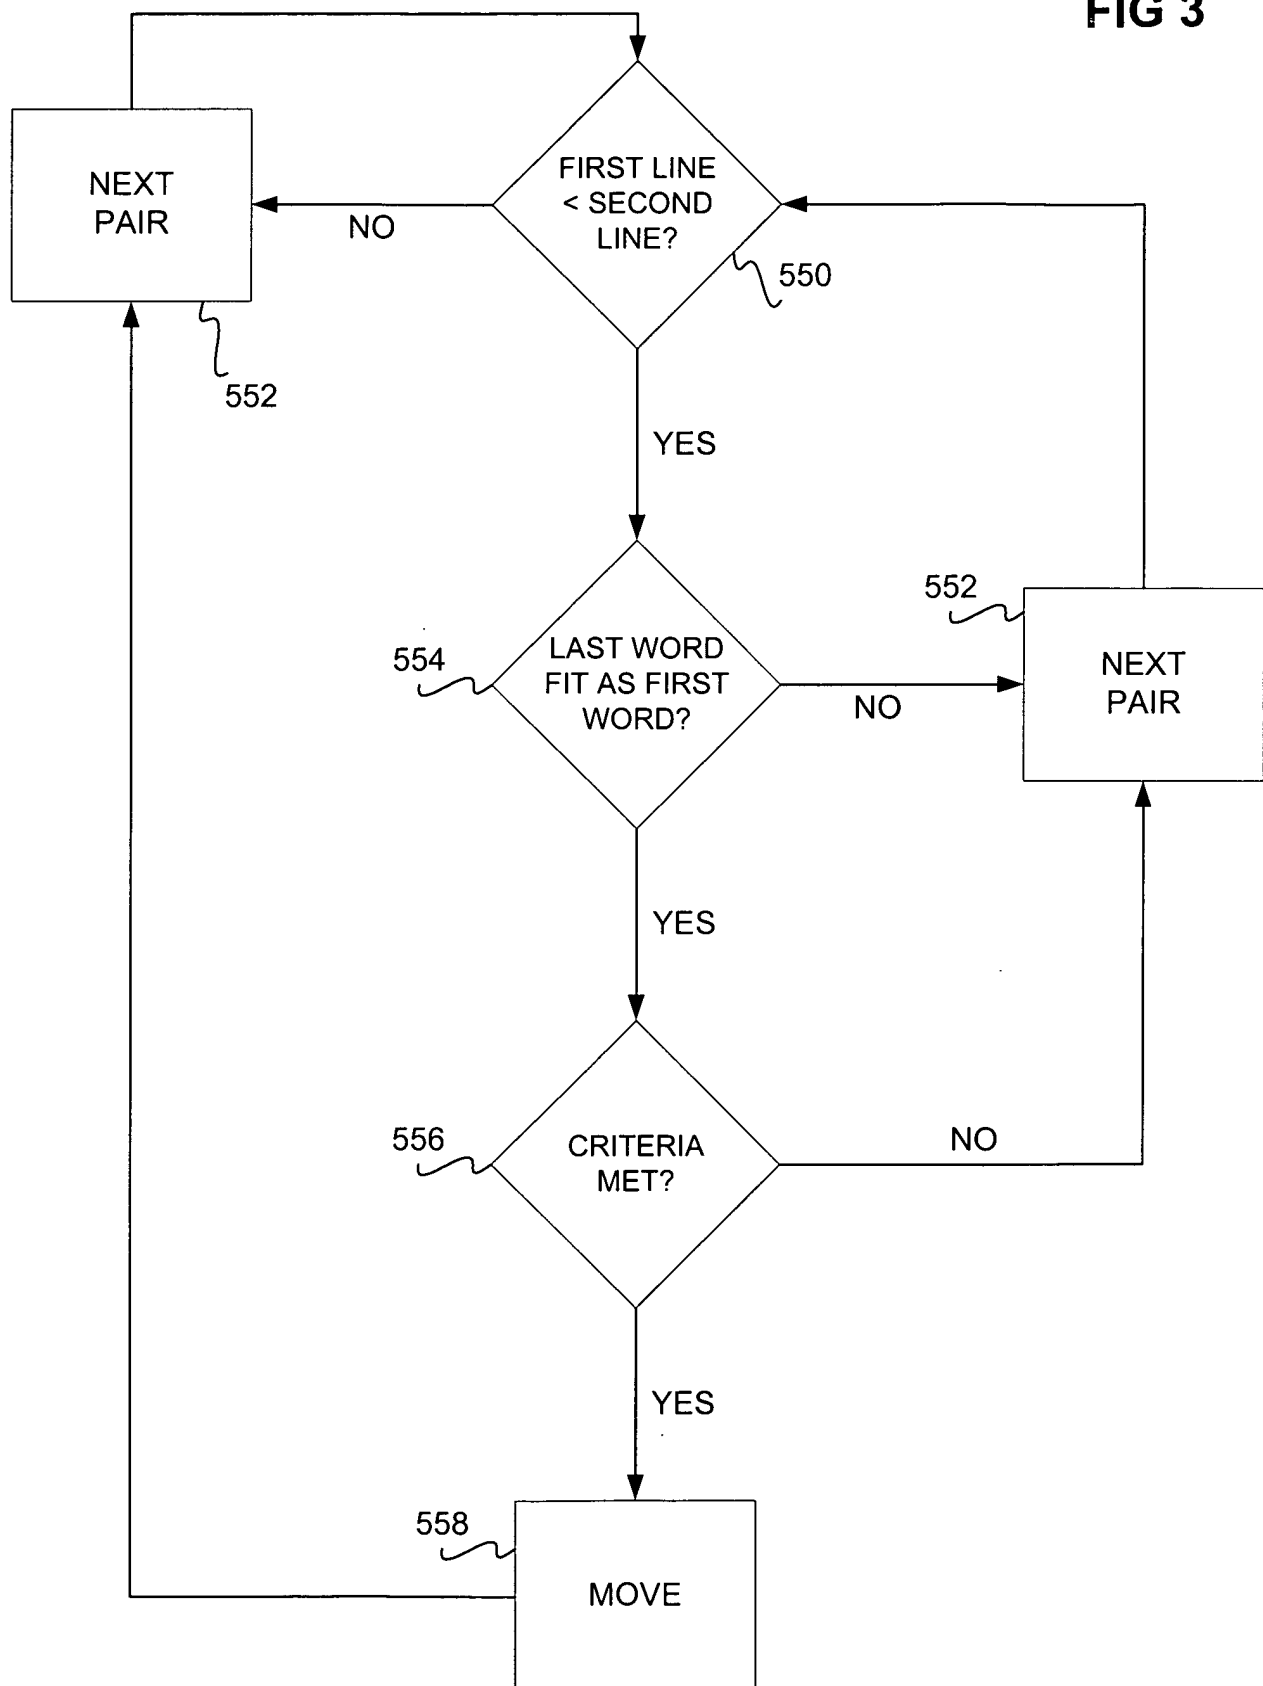 FIG 3
FIRST LINE
< SECOND
LINE?
550
NEXT
PAIR
NO
552
YES
LAST WORD
FIT AS FIRST
WORD?
554
NO
552
NEXT
PAIR
YES
CRITERIA
MET?
556
NO
YES
558
MOVE